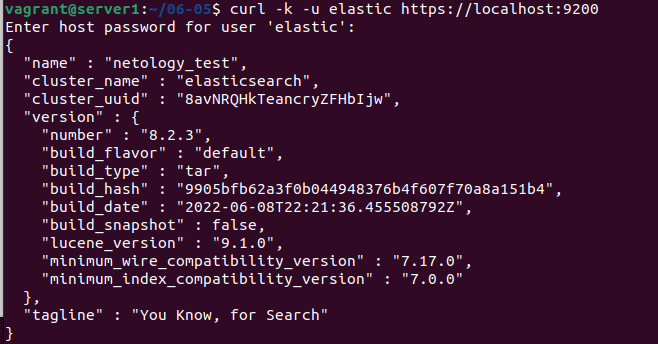 vagrant@server1:~/06-05$ curl -k -u elastic https://localhost:9200
Enter host password for user 'elastic':
{
  "name" : "netology_test",
  "cluster_name" : "elasticsearch",
  "cluster_uuid" : "8avNRQHkTeancryZFHbIjw",
  "version" : {
    "number" : "8.2.3",
    "build_flavor" : "default",
    "build_type" : "tar",
    "build_hash" : "9905bfb62a3f0b044948376b4f607f70a8a151b4",
    "build_date" : "2022-06-08T22:21:36.455508792Z",
    "build_snapshot" : false,
    "lucene_version" : "9.1.0",
    "minimum_wire_compatibility_version" : "7.17.0",
    "minimum_index_compatibility_version" : "7.0.0"
  },
  "tagline" : "You Know, for Search"
}